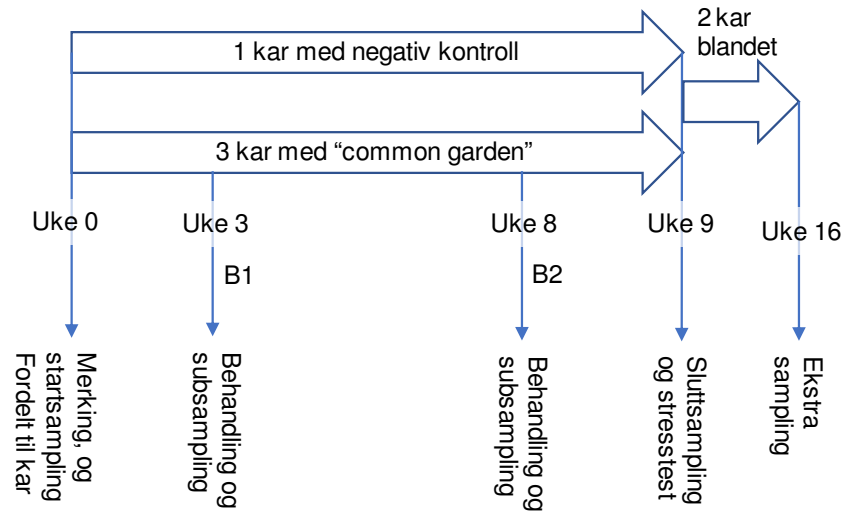 2 kar
blandet
1 kar med negativ kontroll
3 kar med “common garden”
Uke 0
Uke 3
Uke 8
Uke 9
Uke 16
B1
B2
Merking, og
startsampling
Fordelt til kar
Behandling og
subsampling
Behandling og
subsampling
Sluttsampling
og stresstest
Ekstra
sampling